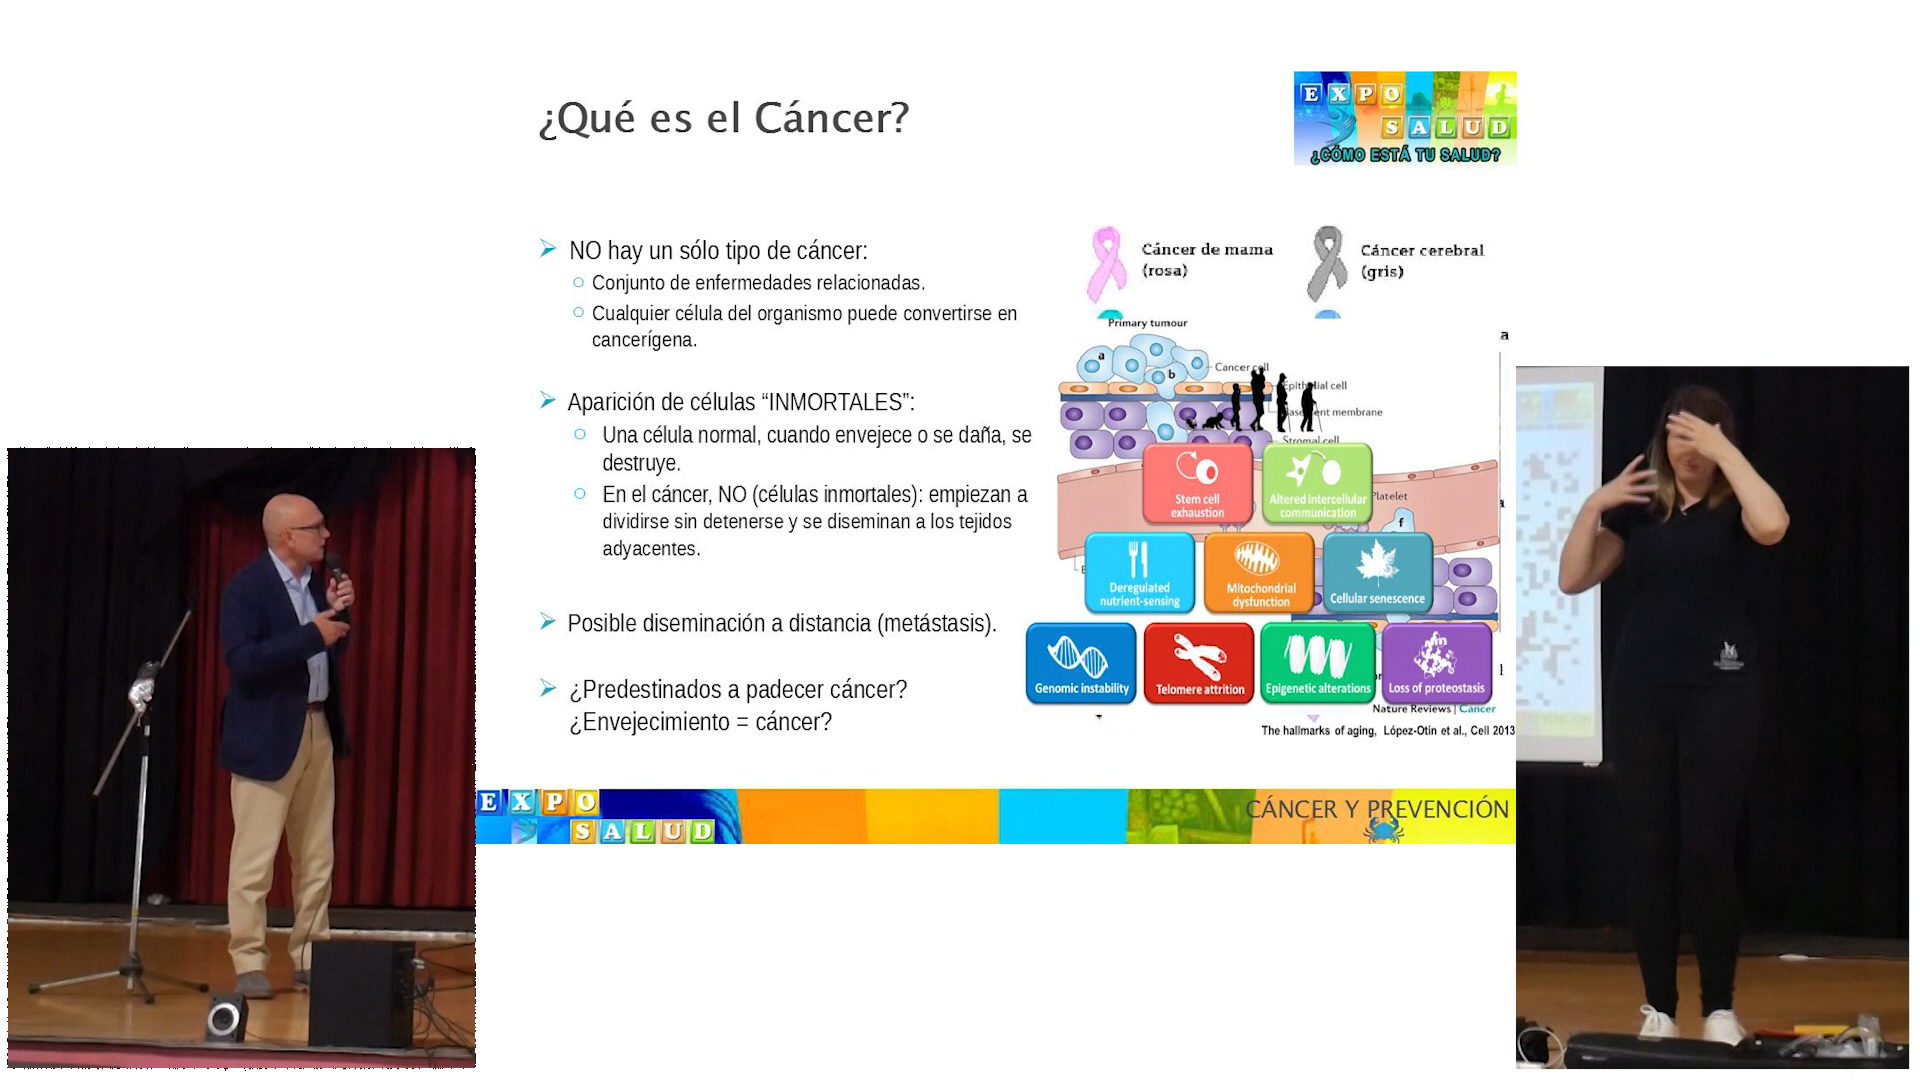 ¿Qué es el Cáncer?
EXPO
SALUD
¿CÓMO ESTÁ TU SALUD?
NO hay un sólo tipo de cáncer:
Conjunto de enfermedades relacionadas.
Cualquier célula del organismo puede convertirse en
cancerígena.
Aparición de células “INMORTALES”:
Una célula normal, cuando envejece o se daña, se
destruye.
En el cáncer, NO (células inmortales): empiezan a
dividirse sin detenerse y se diseminan a los tejidos
adyacentes.
Posible diseminación a distancia (metástasis).
¿Predestinados a padecer cáncer?
¿Envejecimiento = cáncer?
Cáncer de mama
(rosa)
Cáncer cerebral
(gris)
Primary tumour
a
a
b
Cancer cell
Epithelial cell
Basement membrane
Stromal cell
Platelet
f
Stem cell
exhaustion
Altered intercellular
communication
Deregulated
nutrient-sensing
Mitochondrial
dysfunction
Cellular senescence
Genomic instability
Telomere attrition
Epigenetic alterations
Loss of proteostasis
Nature Reviews | Cancer
The hallmarks of aging, López-Otín et al., Cell 2013
EXPO
SALUD
CÁNCER Y PREVENCIÓN